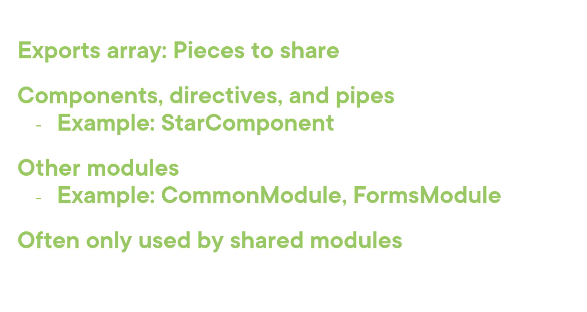 Exports array: Pieces to share
Components, directives, and pipes
- Example: StarComponent
Other modules
- Example: CommonModule, FormsModule
Often only used by shared modules